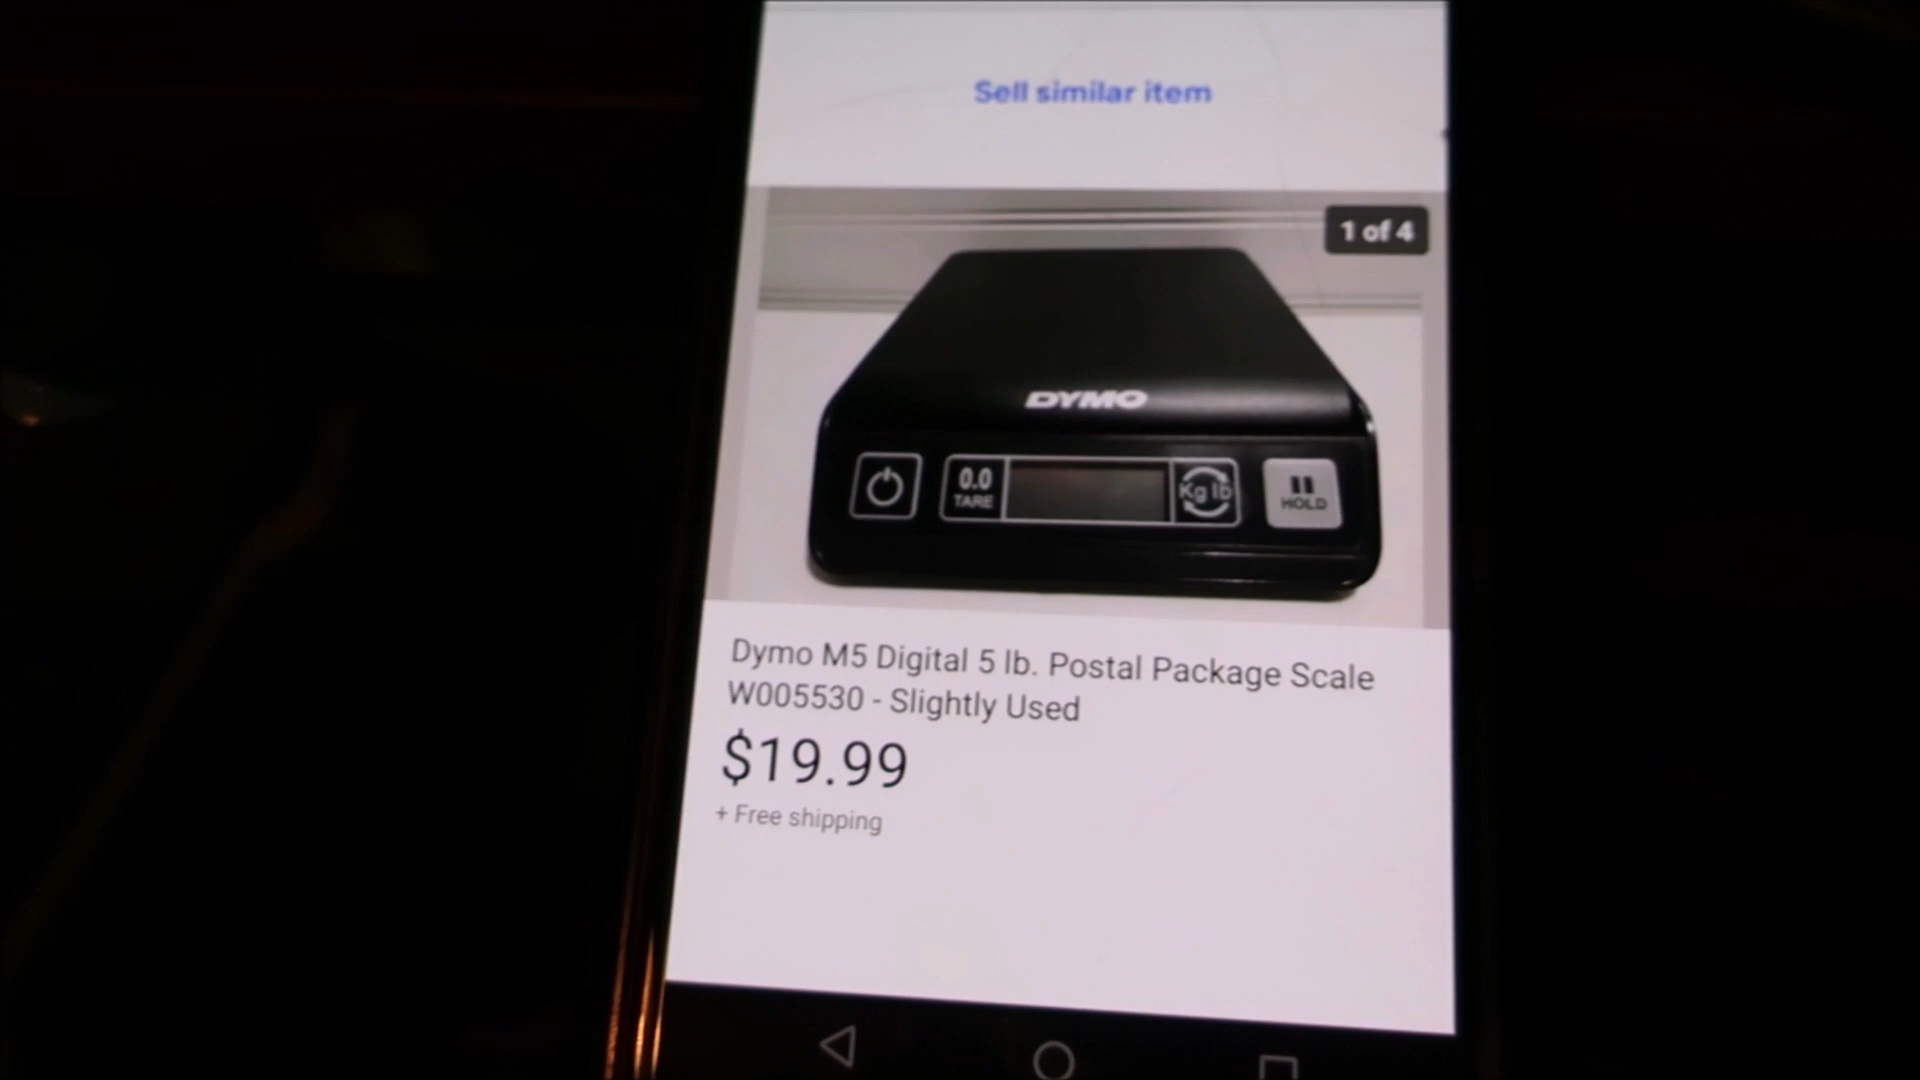 Sell similar item
1 of 4
DYMO
0.0
TARE
Kg lb
HOLD
Dymo M5 Digital 5 lb. Postal Package Scale
W005530 - Slightly Used
$19.99
+ Free shipping